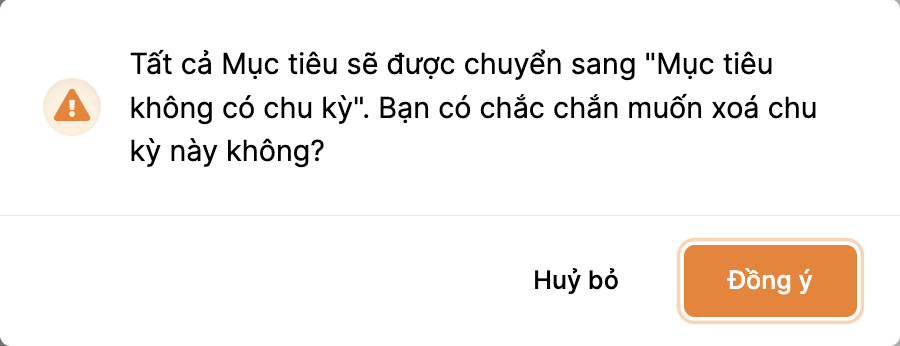 Tất cả Mục tiêu sẽ được chuyển sang "Mục tiêu
không có chu kỳ". Bạn có chắc chắn muốn xoá chu
kỳ này không?
Huỷ bỏ
Đồng ý